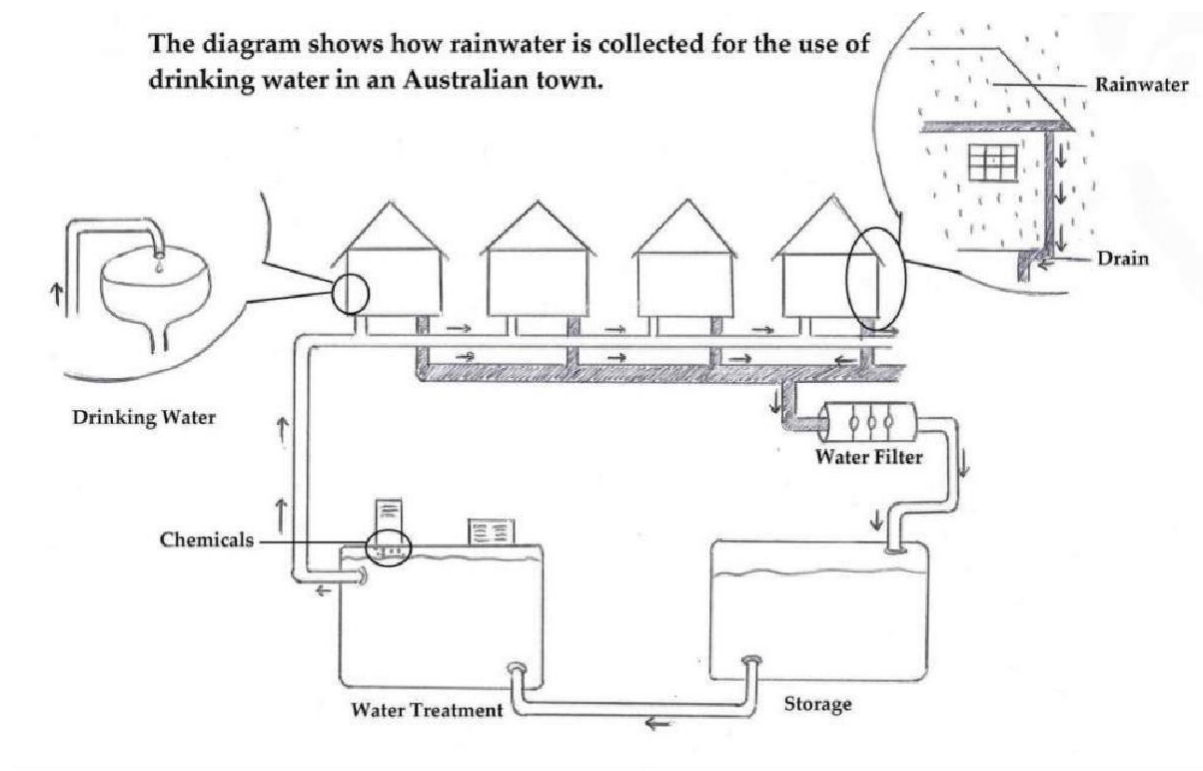 The diagram shows how rainwater is collected for the use of
drinking water in an Australian town.
Rainwater
Drain
Drinking Water
Water Filter
Chemicals
Water Treatment
Storage